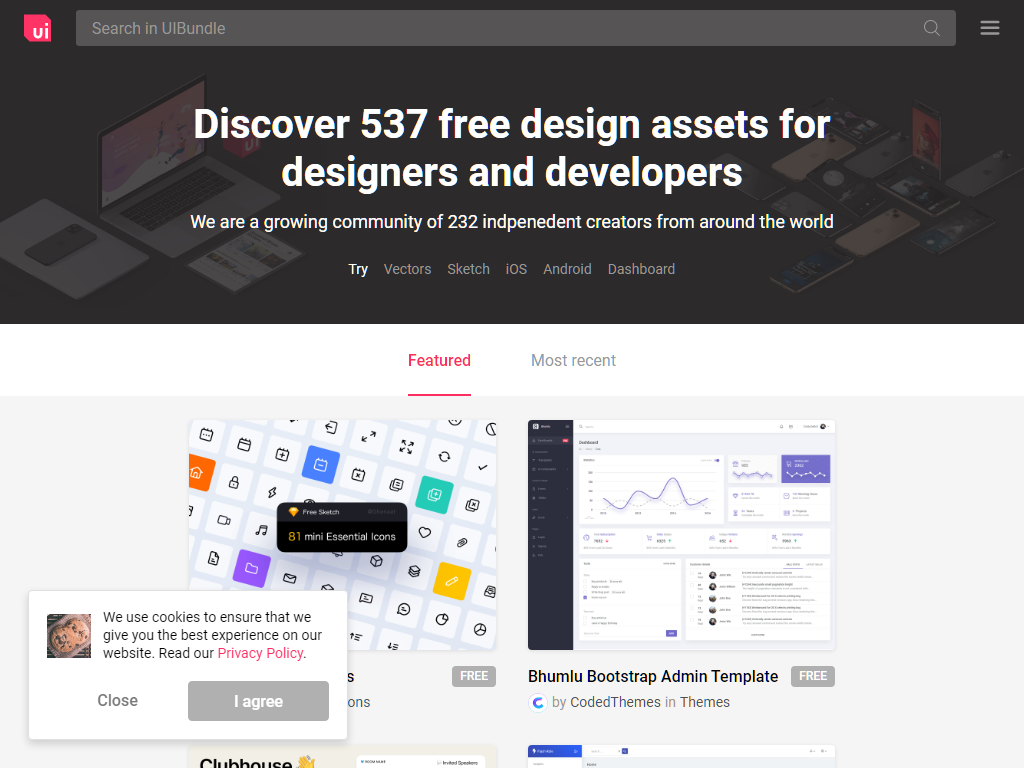 ui
Search in UIBundle
Discover 537 free design assets for
designers and developers
We are a growing community of 232 indpenedent creators from around the world
Try Vectors Sketch iOS Android Dashboard
Featured Most recent
Free Sketch
81 mini Essential Icons
Dashboard
s FREE
ons
Bhumlu Bootstrap Admin Template FREE
by CodedThemes in Themes
We use cookies to ensure that we
give you the best experience on our
website. Read our Privacy Policy.
Close I agree
Clubhouse
Invited Speakers